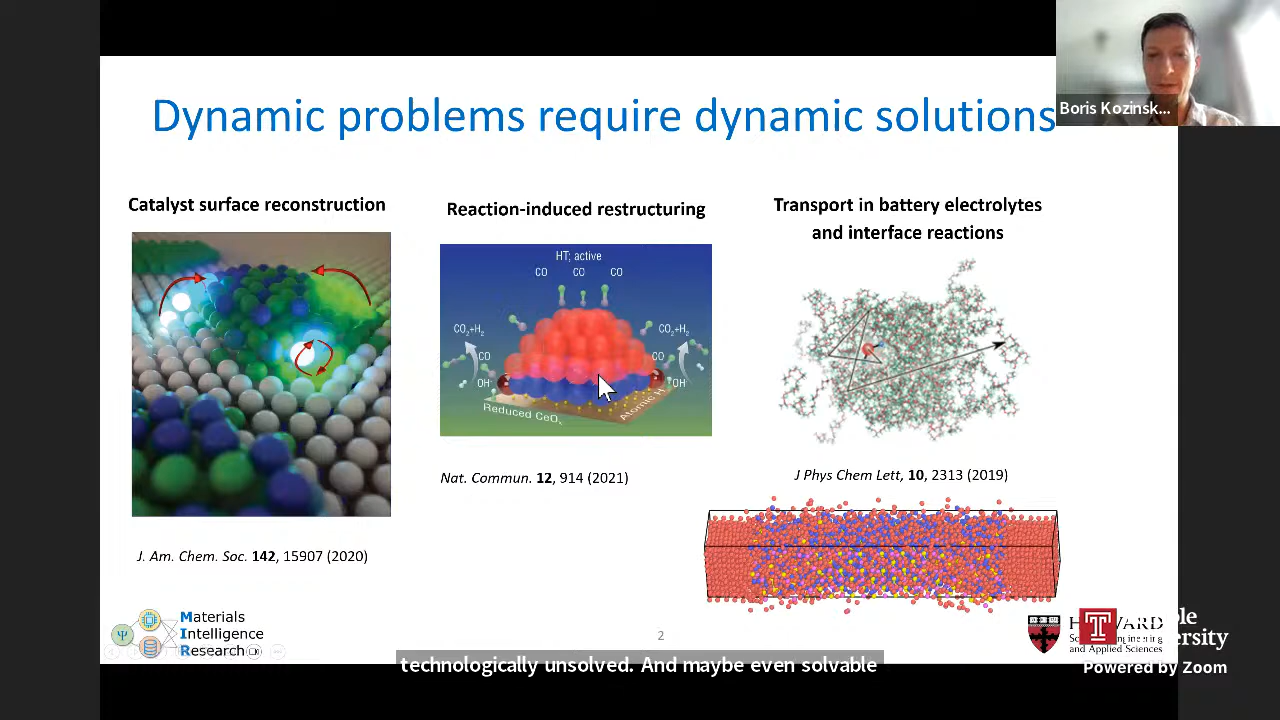 Boris Kozinsk...
Dynamic problems require dynamic solutions
Catalyst surface reconstruction
Reaction-induced restructuring
HT; active
CO CO CO
CO₂+H₂
CO₂+H₂
CO
CO
OH
OH
Reduced CeOₓ
Atomic H
Nat. Commun. 12, 914 (2021)
J. Am. Chem. Soc. 142, 15907 (2020)
Transport in battery electrolytes
and interface reactions
J Phys Chem Lett, 10, 2313 (2019)
Ψ
Materials
Intelligence
Research
2
and Applied Sciences
technologically unsolved. And maybe even solvable
Powered by Zoom